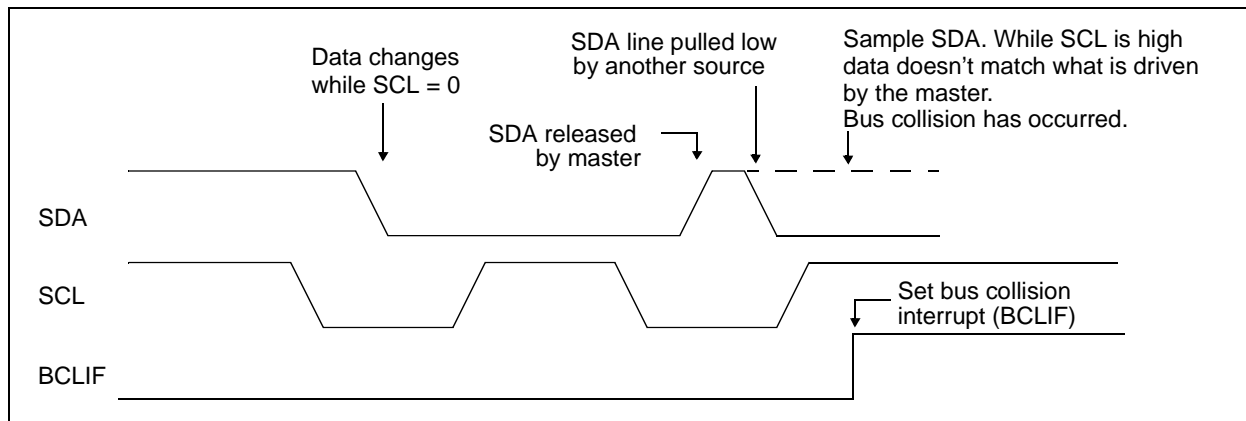 Data changes
while SCL = 0
SDA line pulled low
by another source
Sample SDA. While SCL is high
data doesn't match what is driven
by the master.
Bus collision has occurred.
SDA released
by master
SDA
SCL
Set bus collision
interrupt (BCLIF)
BCLIF